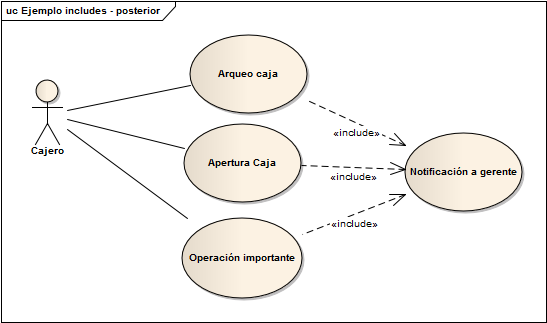 uc Ejemplo includes - posterior
Arqueo caja
Cajero
«include»
Apertura Caja
«include»
Notificación a gerente
Operación importante
«include»